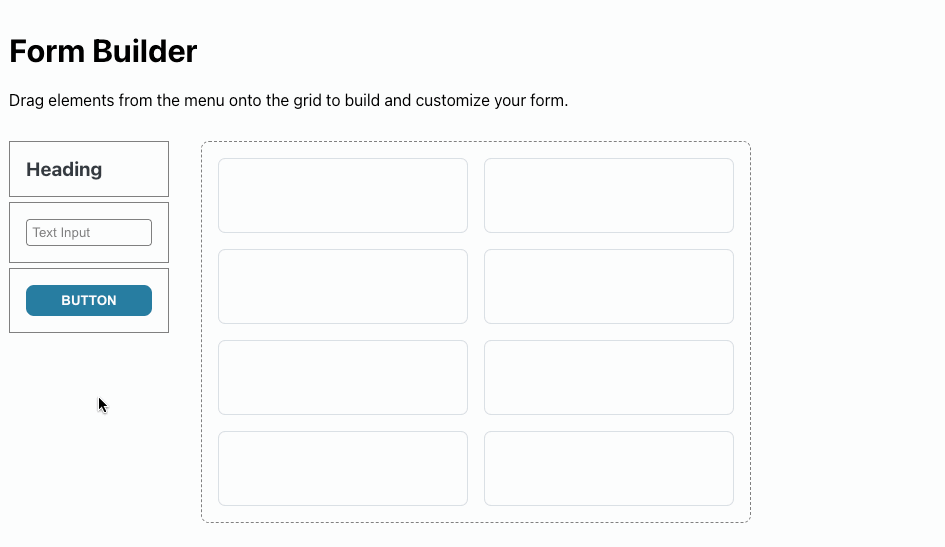 Form Builder
Drag elements from the menu onto the grid to build and customize your form.
Heading
Text Input
BUTTON